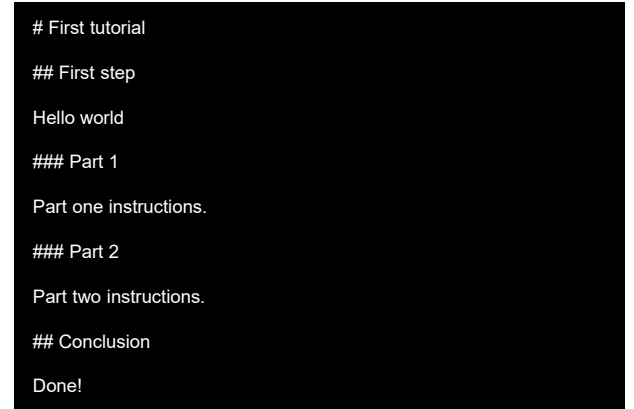 # First tutorial
## First step
Hello world
### Part 1
Part one instructions.
### Part 2
Part two instructions.
## Conclusion
Done!